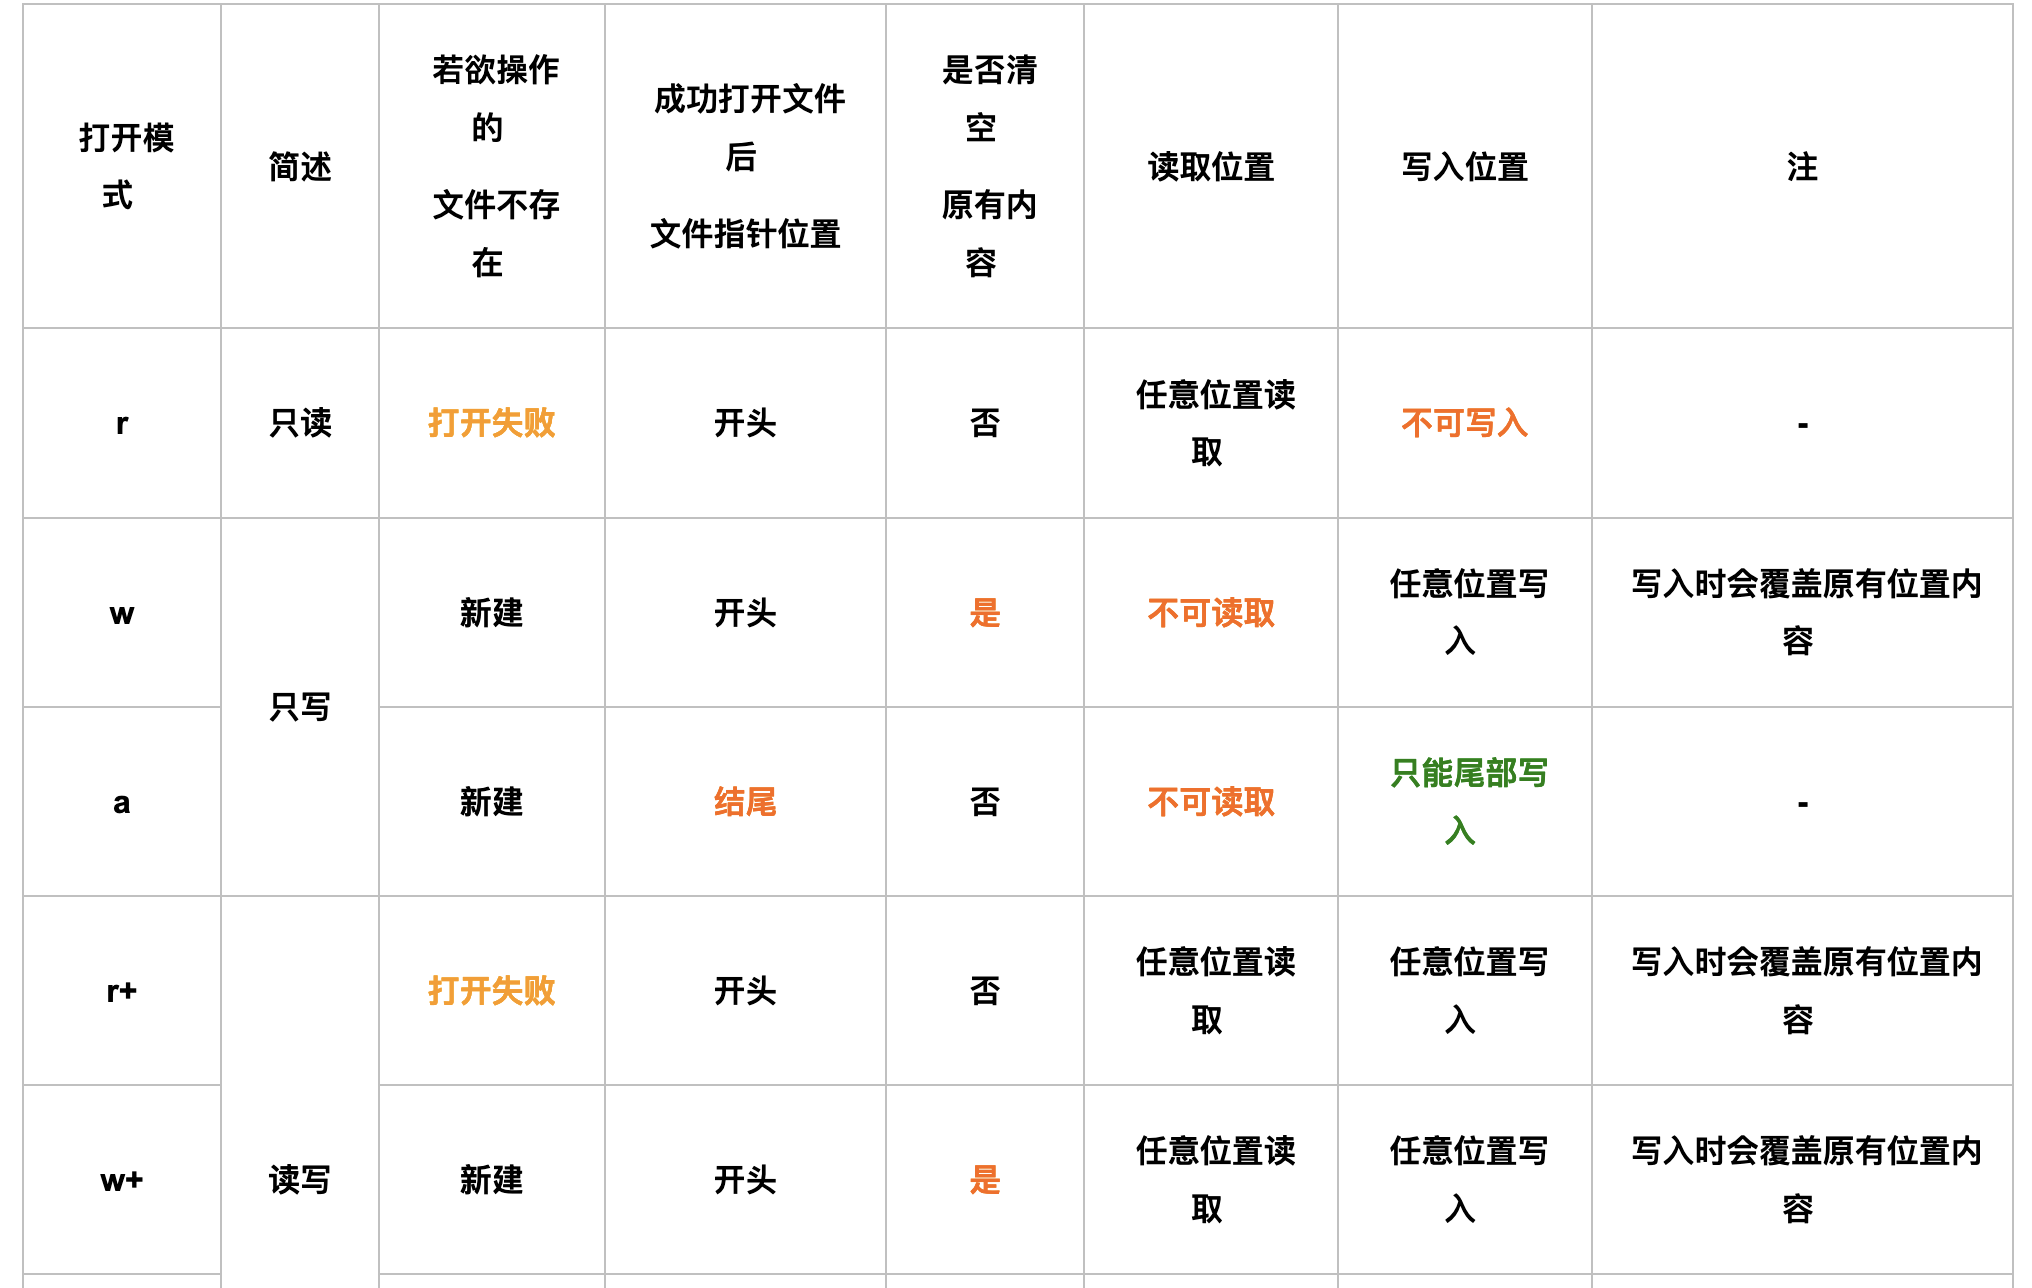 打开模
式
简述
若欲操作
的
文件不存
在
成功打开文件
后
文件指针位置
是否清
空
原有内
容
读取位置
写入位置
注
r
只读
打开失败
开头
否
任意位置读
取
不可写入
-
w
只写
新建
开头
是
不可读取
任意位置写
入
写入时会覆盖原有位置内
容
a
新建
结尾
否
不可读取
只能尾部写
入
-
r+
读写
打开失败
开头
否
任意位置读
取
任意位置写
入
写入时会覆盖原有位置内
容
w+
新建
开头
是
任意位置读
取
任意位置写
入
写入时会覆盖原有位置内
容